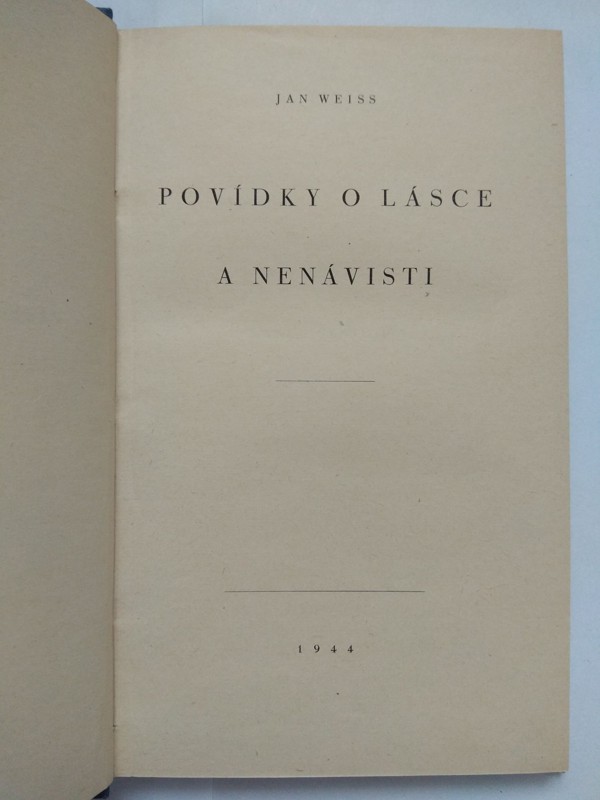 JAN WEISS
POVÍDKY O LÁSCE
A NENÁVISTI
1944